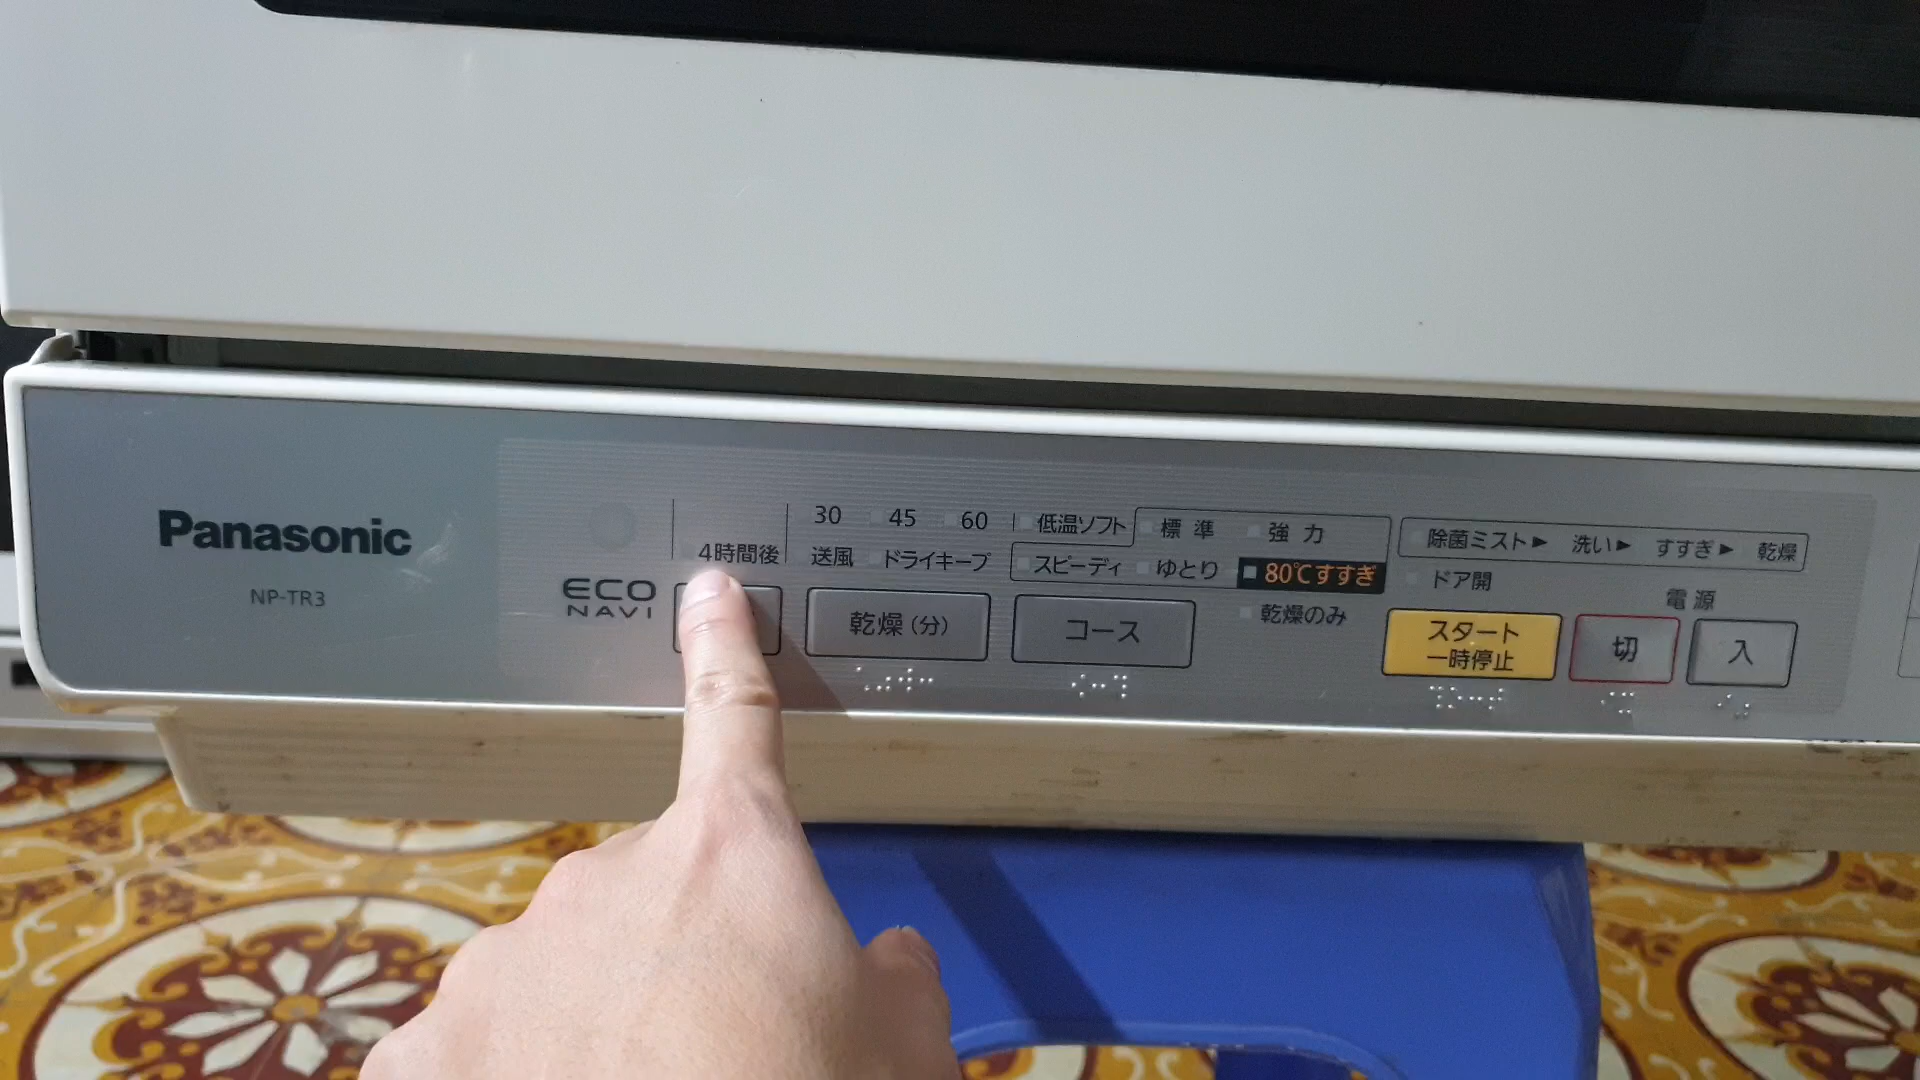 Panasonic
NP-TR3
ECO
NAVI
4時間後
30 45 60
送風 ドライキープ
乾燥(分)
低温ソフト 標準 強力
スピーディ ゆとり 80℃すすぎ
乾燥のみ
コース
除菌ミスト▶ 洗い▶ すすぎ▶ 乾燥
ドア開
電源
スタート
一時停止
切
入